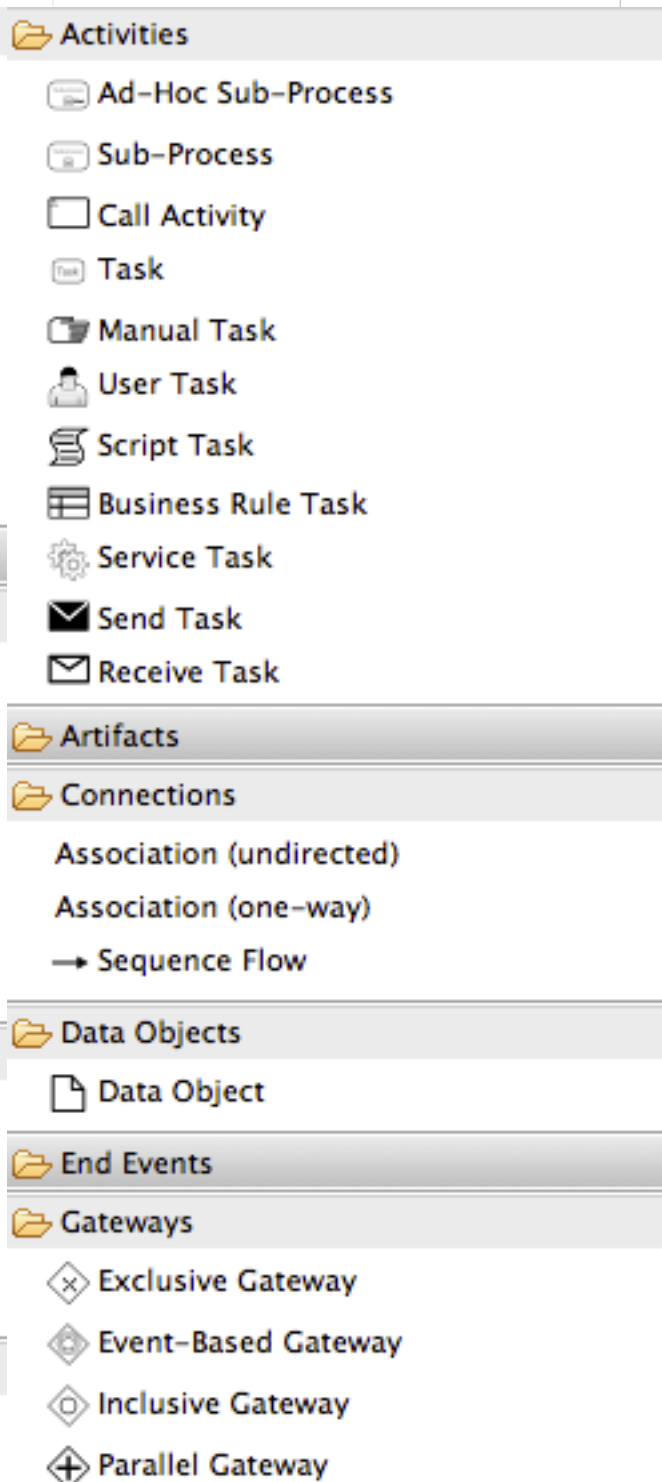 Activities
Ad-Hoc Sub-Process
Sub-Process
Call Activity
Task
Task
Manual Task
User Task
Script Task
Business Rule Task
Service Task
Send Task
Receive Task
Artifacts
Connections
Association (undirected)
Association (one-way)
Sequence Flow
Data Objects
Data Object
End Events
Gateways
Exclusive Gateway
Event-Based Gateway
Inclusive Gateway
Parallel Gateway